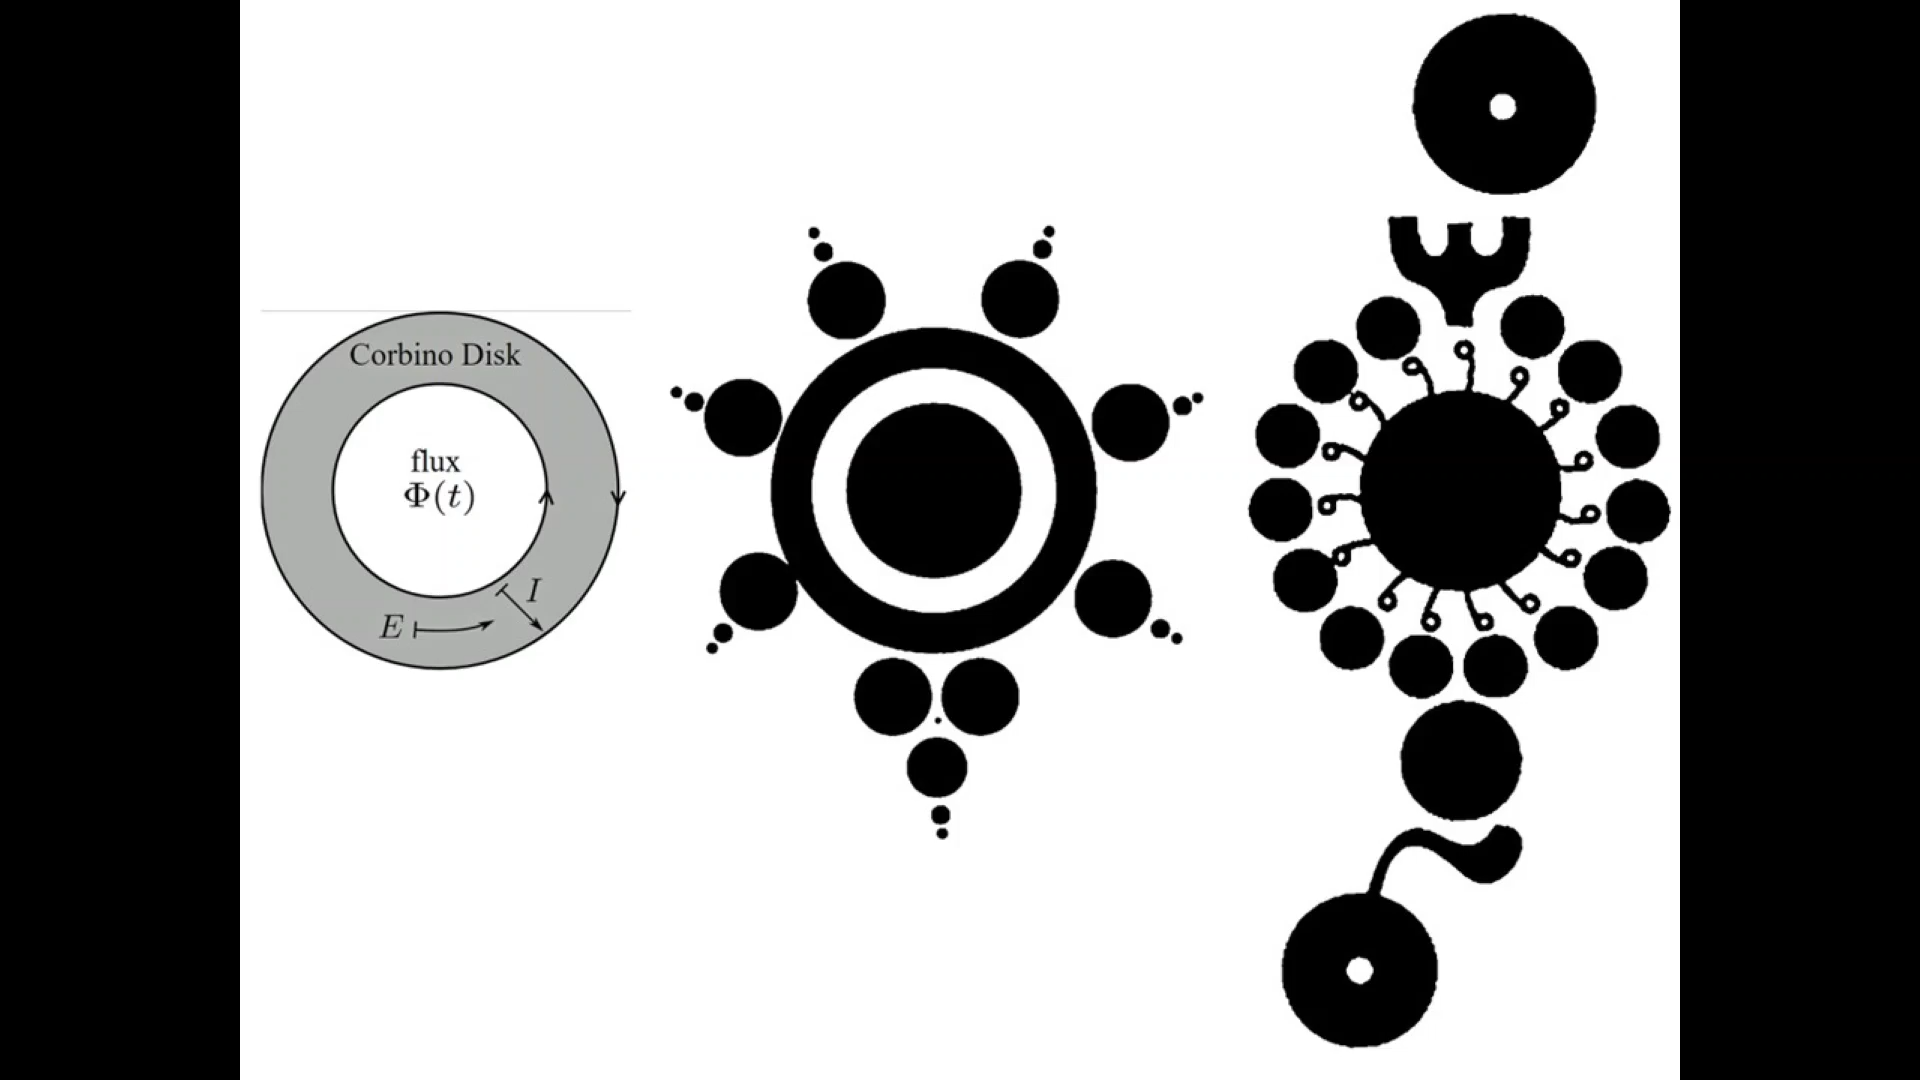 Corbino Disk
flux
Φ(t)
I
E